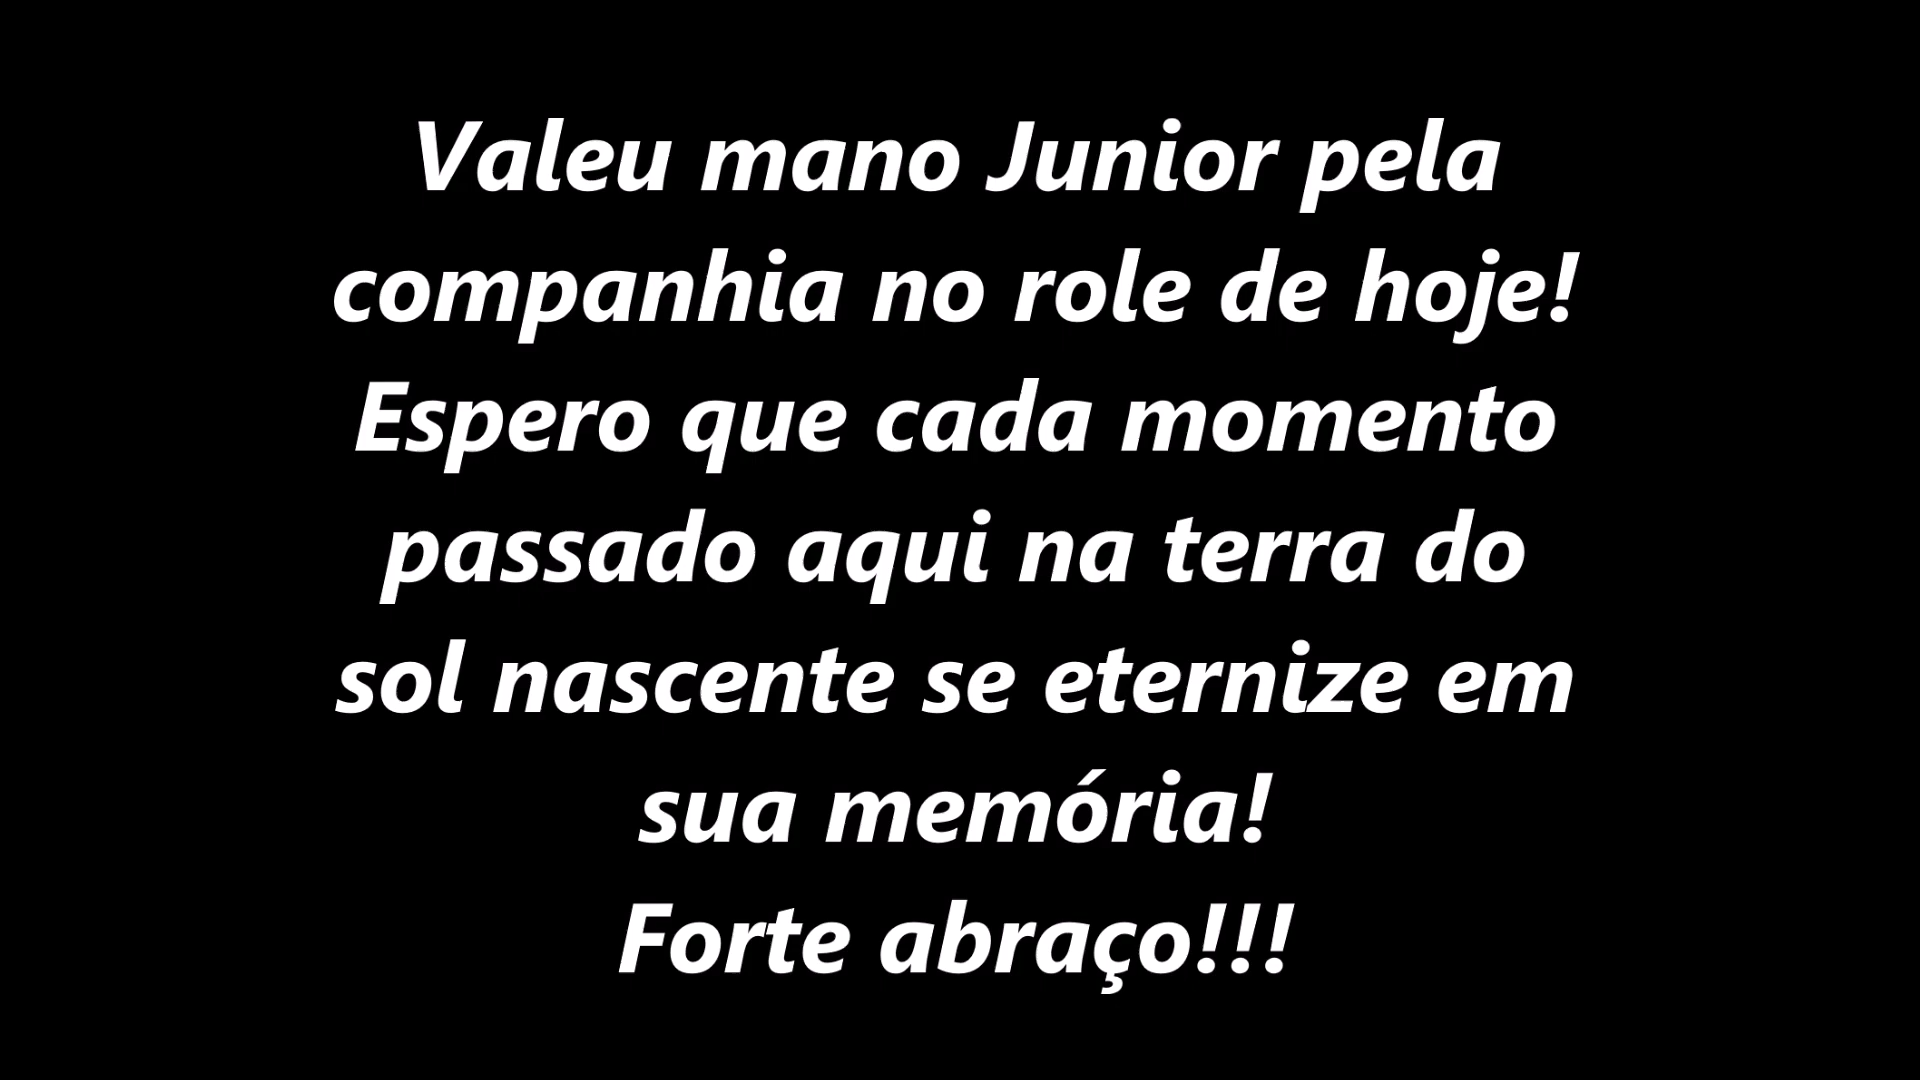 Valeu mano Junior pela
companhia no role de hoje!
Espero que cada momento
passado aqui na terra do
sol nascente se eternize em
sua memória!
Forte abraço!!!